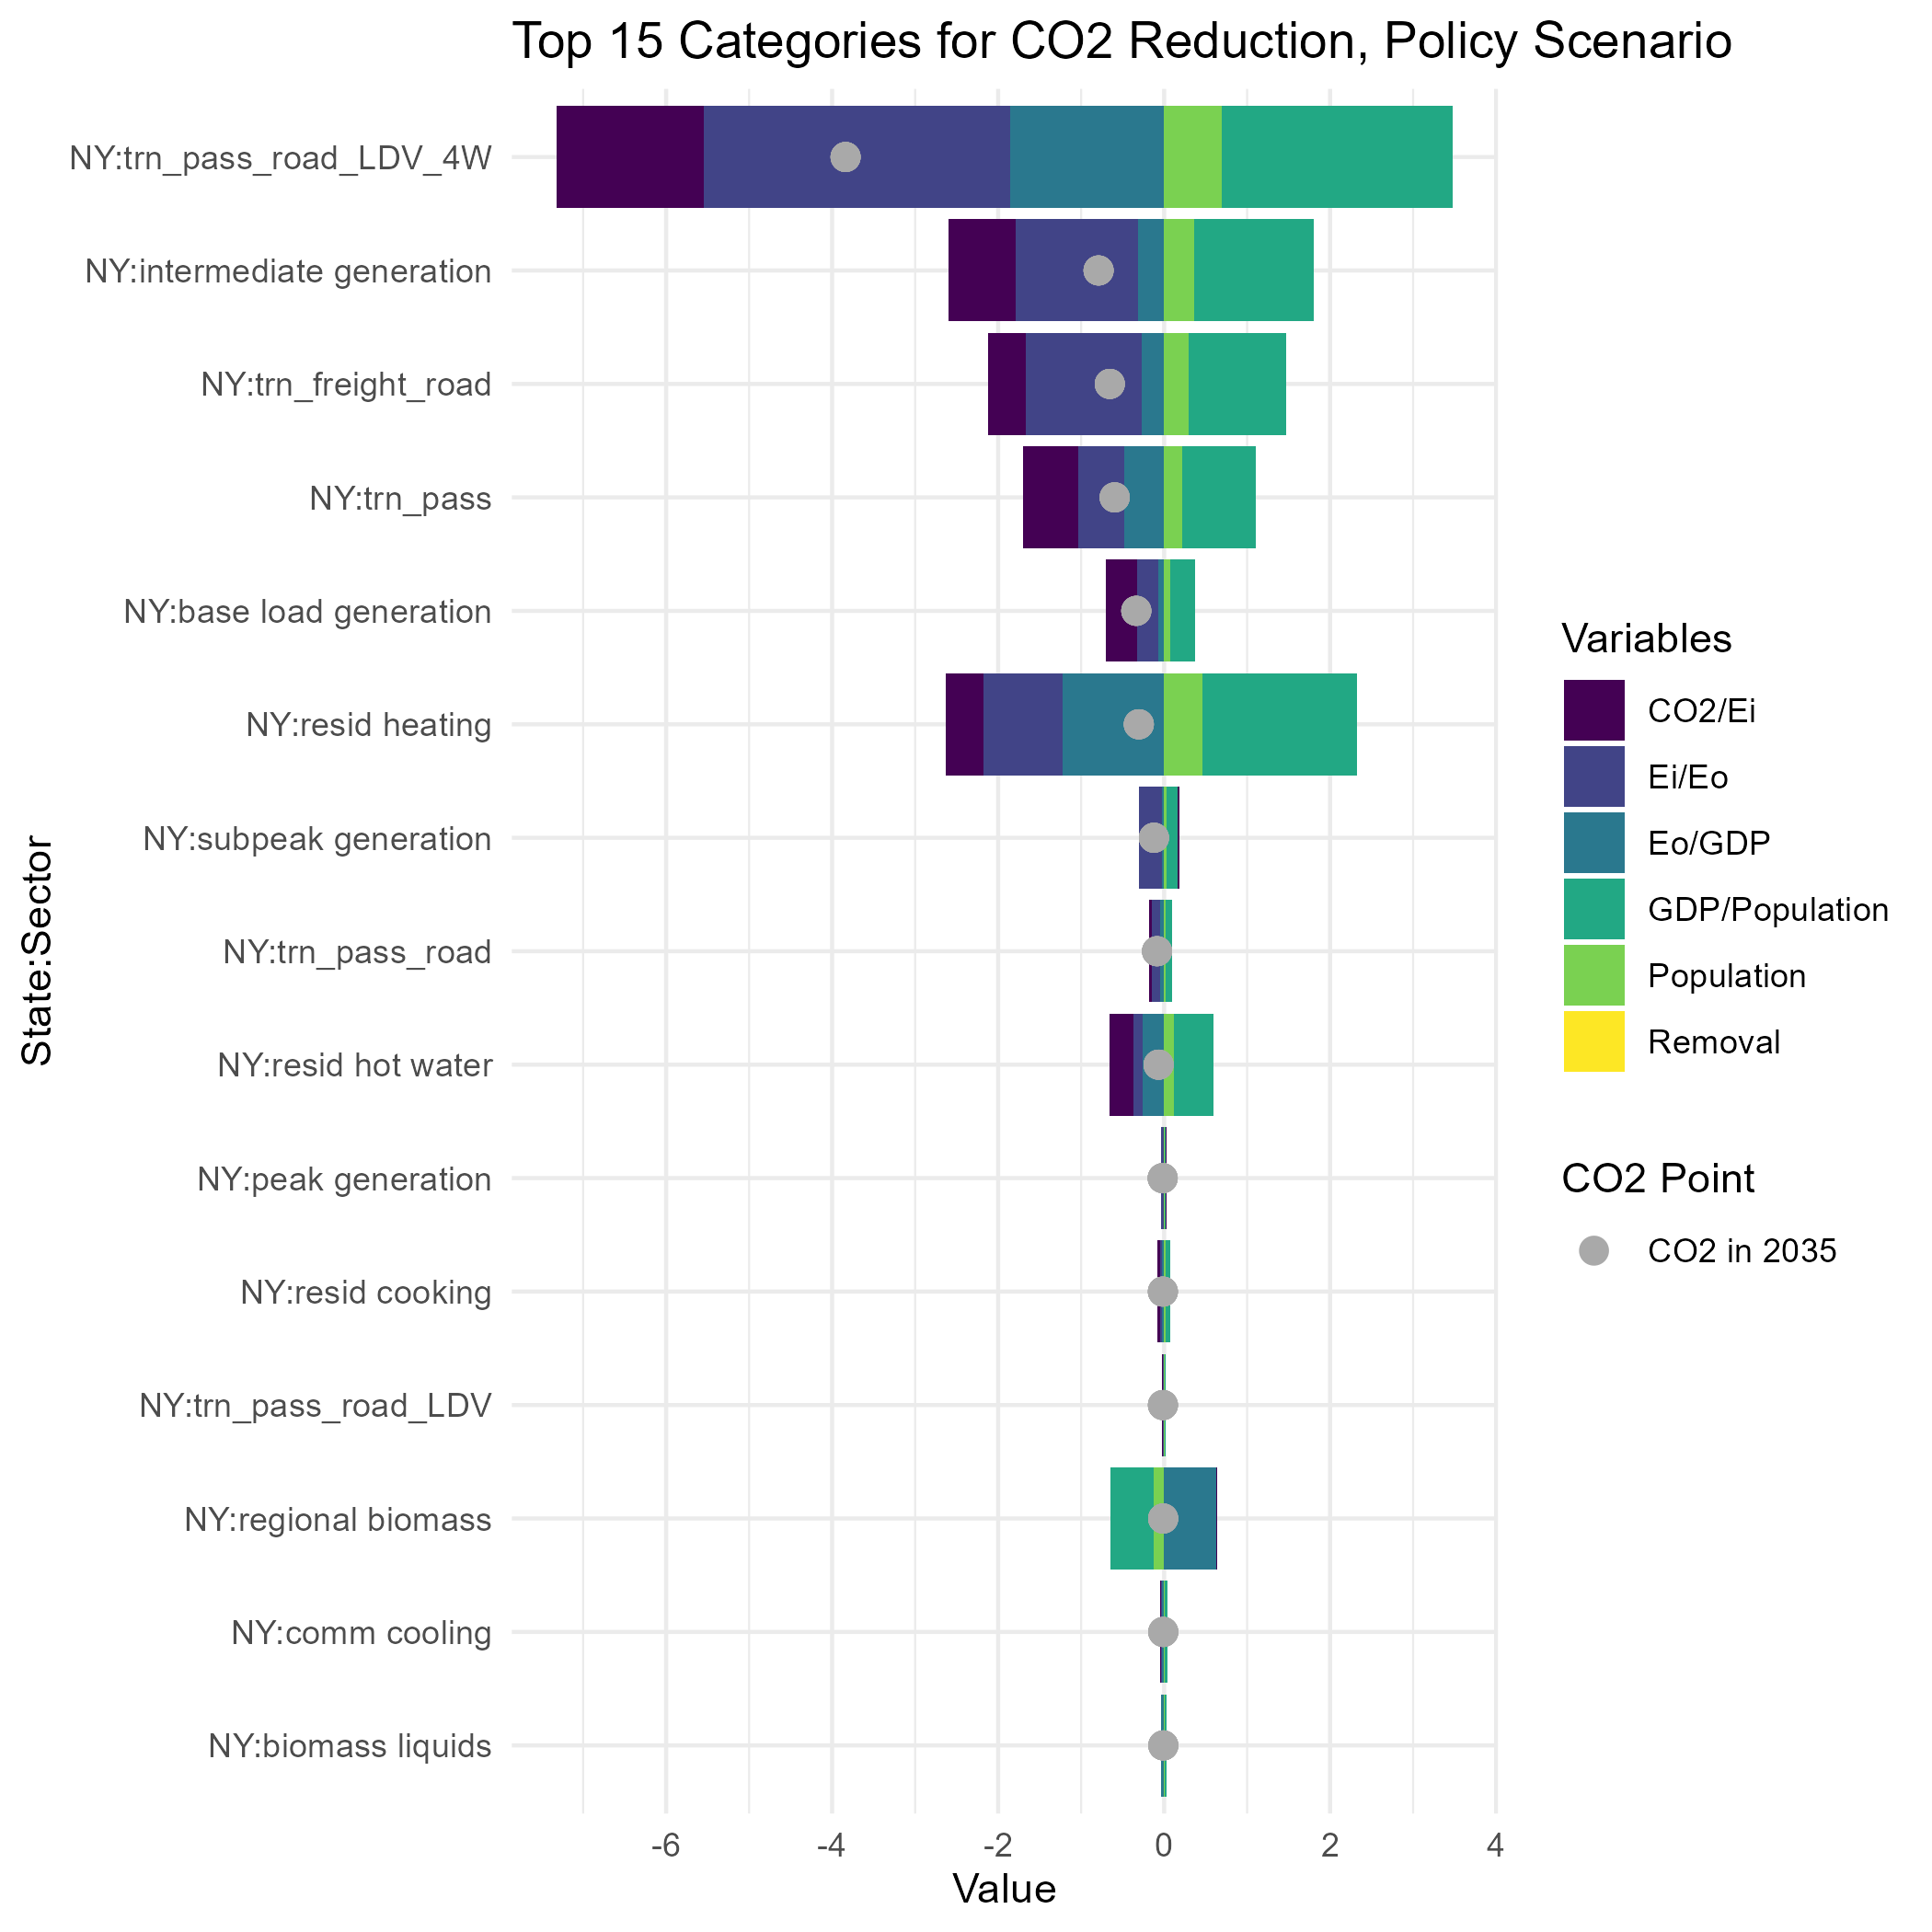 Top 15 Categories for CO2 Reduction, Policy Scenario
State:Sector
NY:trn_pass_road_LDV_4W
NY:intermediate generation
NY:trn_freight_road
NY:trn_pass
NY:base load generation
NY:resid heating
NY:subpeak generation
NY:trn_pass_road
NY:resid hot water
NY:peak generation
NY:resid cooking
NY:trn_pass_road_LDV
NY:regional biomass
NY:comm cooling
NY:biomass liquids
-6 -4 -2 0 2 4
Value
Variables
CO2/Ei
Ei/Eo
Eo/GDP
GDP/Population
Population
Removal
CO2 Point
CO2 in 2035